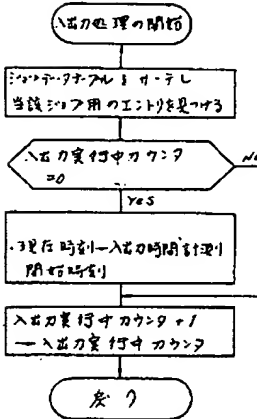 入出力処理の開始
ジョブデータテーブルをサーチし
当該ジョブ用のエントリを見つける
入出力実行中カウンタ
=0
No
Yes
現在時刻→入出力時間計測
開始時刻
入出力実行中カウンタ+1
→入出力実行中カウンタ
戻り